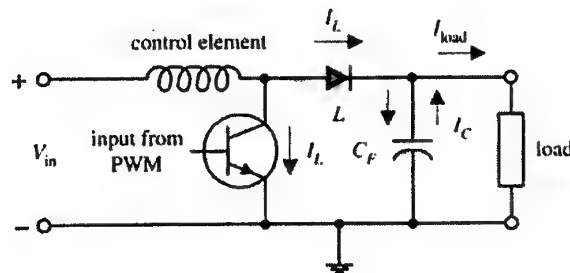 I_L
I_load
control element
+
L
input from
PWM
V_in
I_L
C_F
I_C
load
−